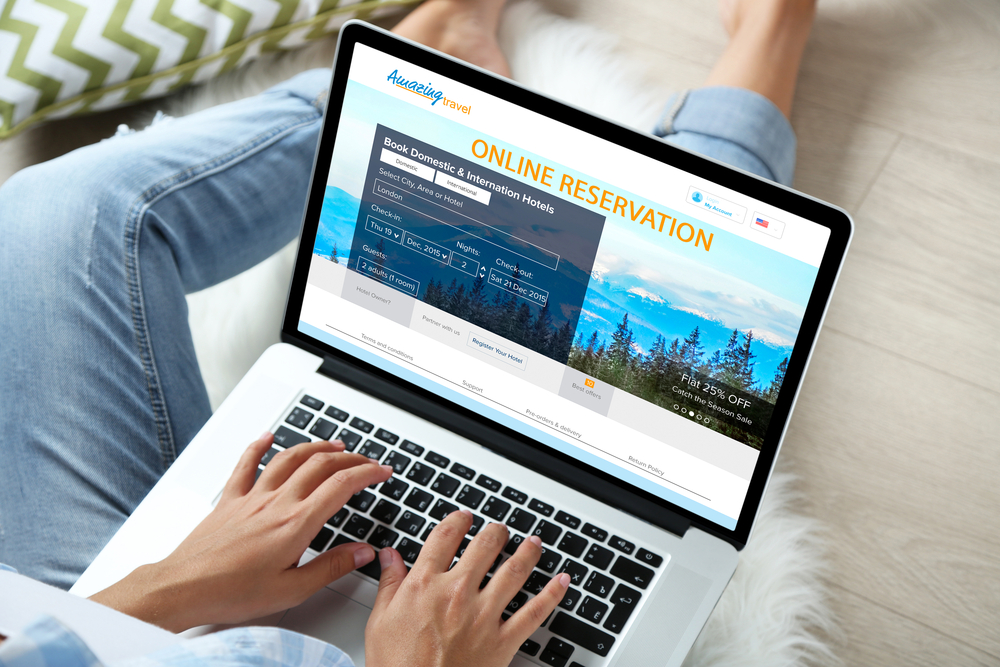 Amazing travel
ONLINE RESERVATION
My Account
Book Domestic & Internation Hotels
Domestic
International
Select City, Area or Hotel
London
Check-in:
Nights:
Check-out:
Thu 19
Dec, 2015
2
Sat 21 Dec 2015
Guests:
2 adults (1 room)
Hotel Owner?
Partner with us
Register Your Hotel
Best offers
Flat 25% OFF
Catch the Season Sale
Terms and conditions
Support
Pre-orders & delivery
Return Policy